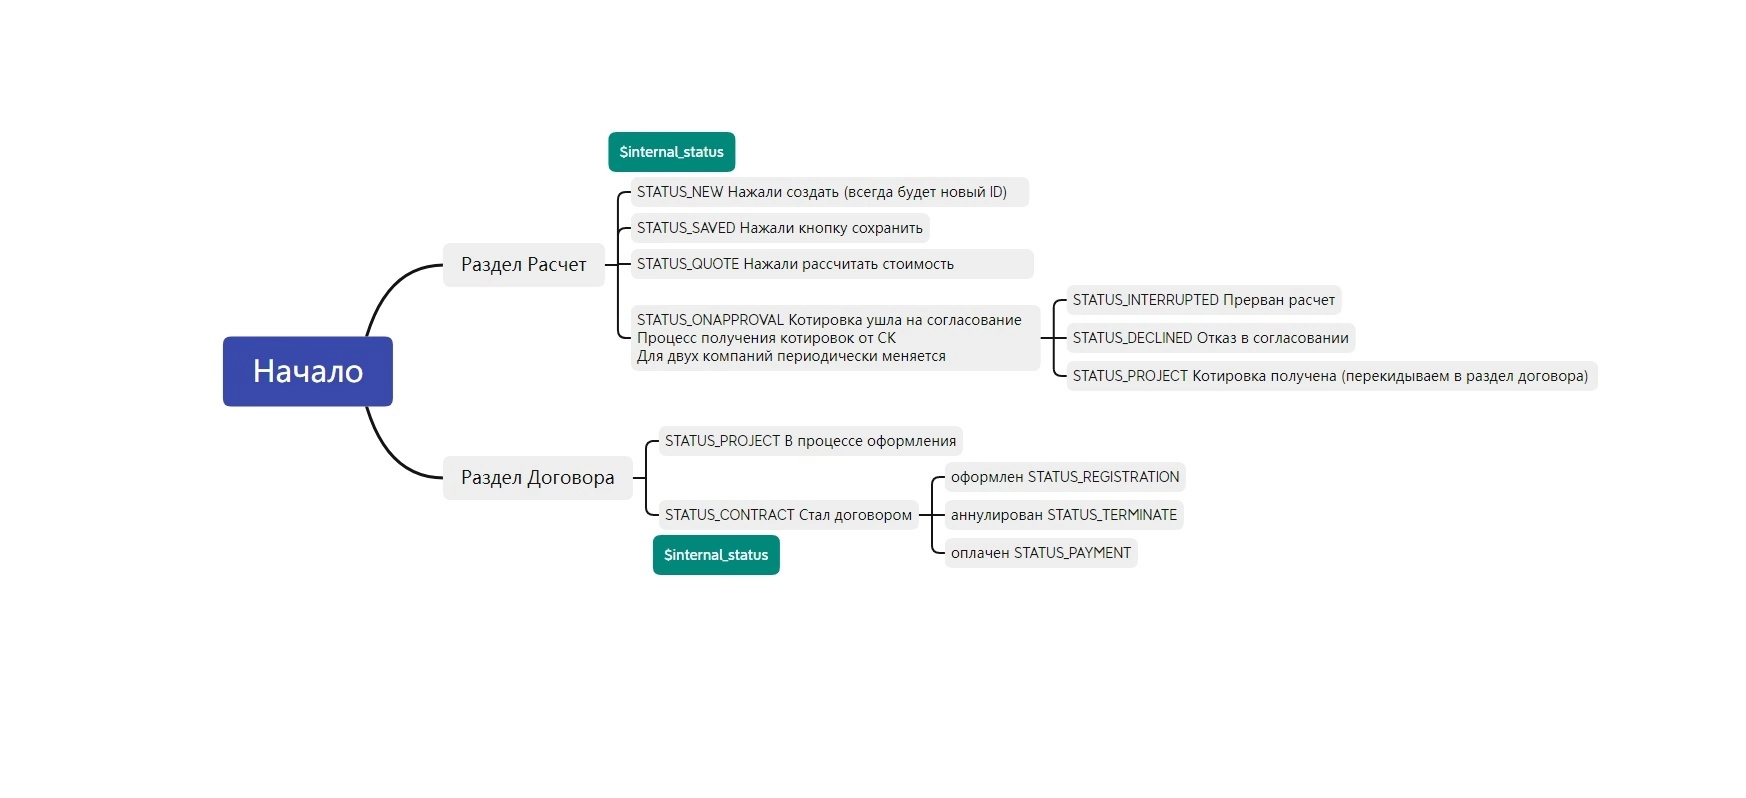 $internal_status
STATUS_NEW Нажали создать (всегда будет новый ID)
STATUS_SAVED Нажали кнопку сохранить
Раздел Расчет
STATUS_QUOTE Нажали рассчитать стоимость
STATUS_ONAPPROVAL Котировка ушла на согласование
Процесс получения котировок от СК
Для двух компаний периодически меняется
STATUS_INTERRUPTED Прерван расчет
STATUS_DECLINED Отказ в согласовании
STATUS_PROJECT Котировка получена (перекидываем в раздел договора)
Начало
Раздел Договора
STATUS_PROJECT В процессе оформления
STATUS_CONTRACT Стал договором
оформлен STATUS_REGISTRATION
аннулирован STATUS_TERMINATE
оплачен STATUS_PAYMENT
$internal_status